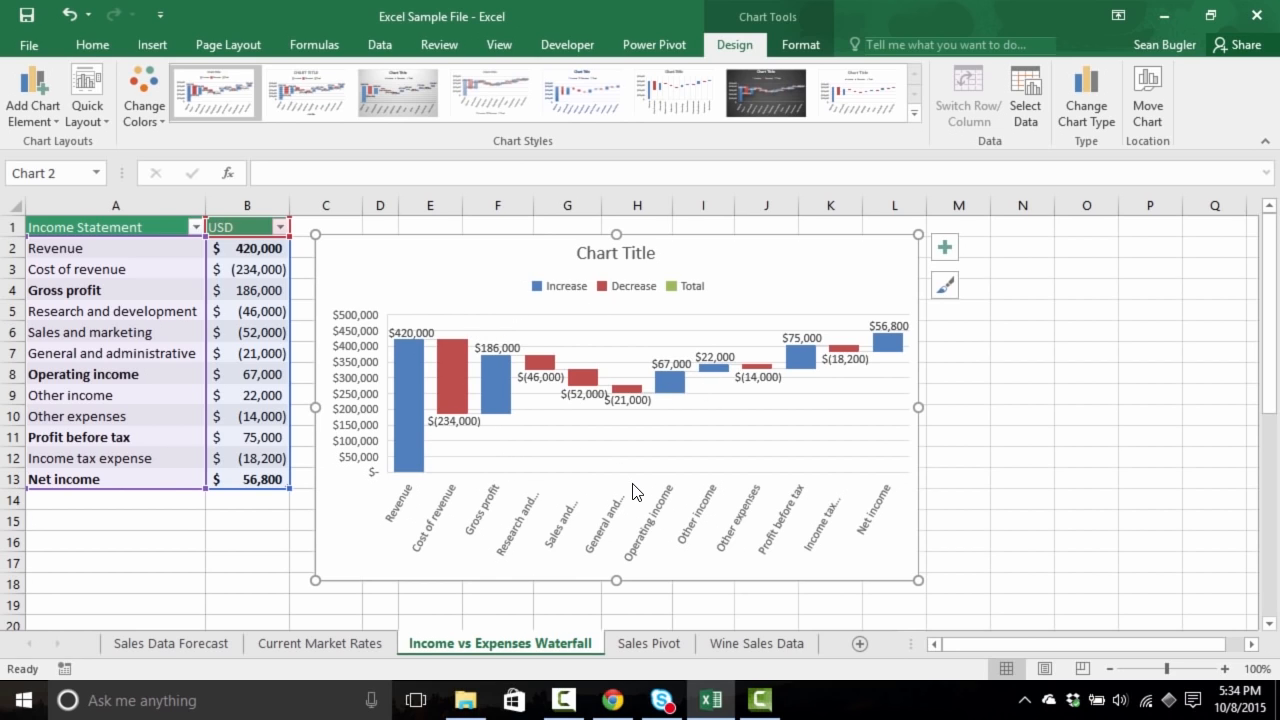 Excel Sample File - Excel
Chart Tools
File Home Insert Page Layout Formulas Data Review View Developer Power Pivot Design Format Tell me what you want to do... Sean Bugler Share
Add Chart Element
Quick Layout
Change Colors
Switch Row/Column
Select Data
Change Chart Type
Move Chart
Chart Layouts Chart Styles Data Type Location
Chart 2 fx
A B C D E F G H I J K L M N O P Q
1 Income Statement USD
2 Revenue $ 420,000
3 Cost of revenue $ (234,000)
4 Gross profit $ 186,000
5 Research and development $ (46,000)
6 Sales and marketing $ (52,000)
7 General and administrative $ (21,000)
8 Operating income $ 67,000
9 Other income $ 22,000
10 Other expenses $ (14,000)
11 Profit before tax $ 75,000
12 Income tax expense $ (18,200)
13 Net income $ 56,800
14
15
16
17
18
19
20
Chart Title
Increase Decrease Total
$500,000
$450,000
$400,000
$350,000
$300,000
$250,000
$200,000
$150,000
$100,000
$50,000
$-
$420,000
$(234,000)
$186,000
$(46,000)
$(52,000)
$(21,000)
$67,000
$22,000
$(14,000)
$75,000
$(18,200)
$56,800
Revenue
Cost of revenue
Gross profit
Research and...
Sales and...
General and...
Operating income
Other income
Other expenses
Profit before tax
Income tax...
Net income
Sales Data Forecast Current Market Rates Income vs Expenses Waterfall Sales Pivot Wine Sales Data
Ready 100%
Ask me anything
5:34 PM
10/8/2015